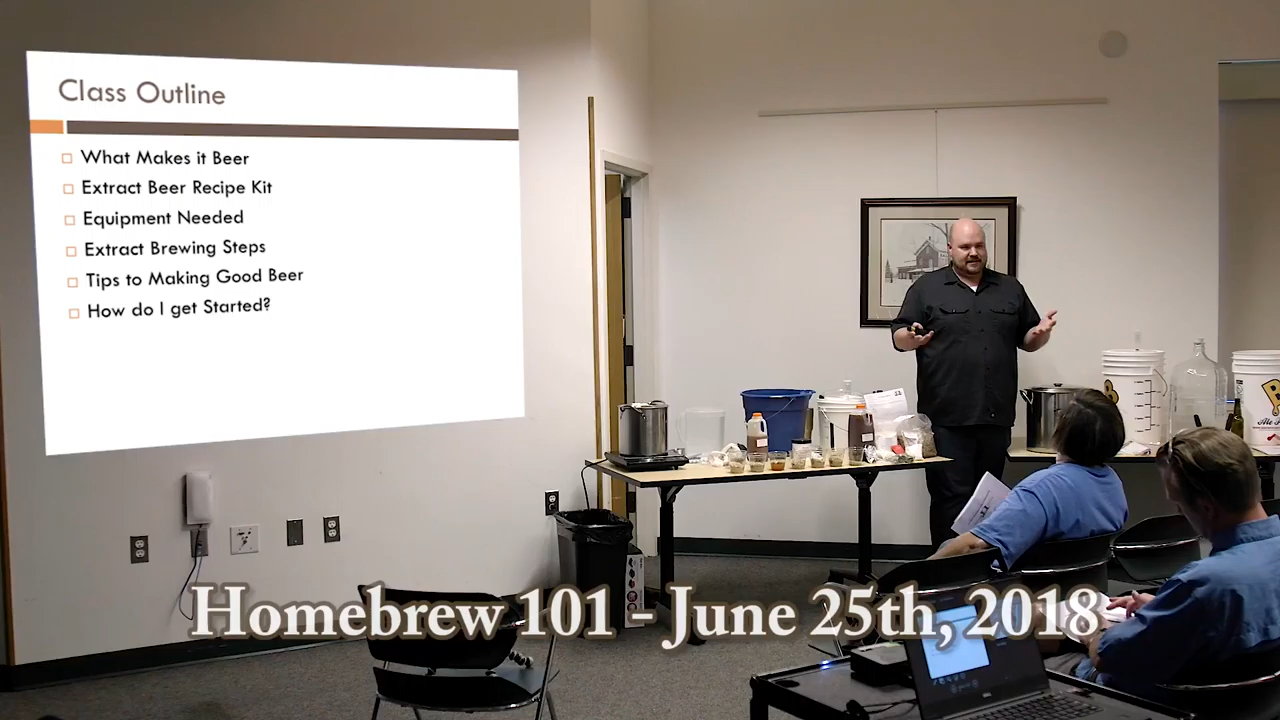 Class Outline
What Makes it Beer
Extract Beer Recipe Kit
Equipment Needed
Extract Brewing Steps
Tips to Making Good Beer
How do I get Started?
Homebrew 101 - June 25th, 2018